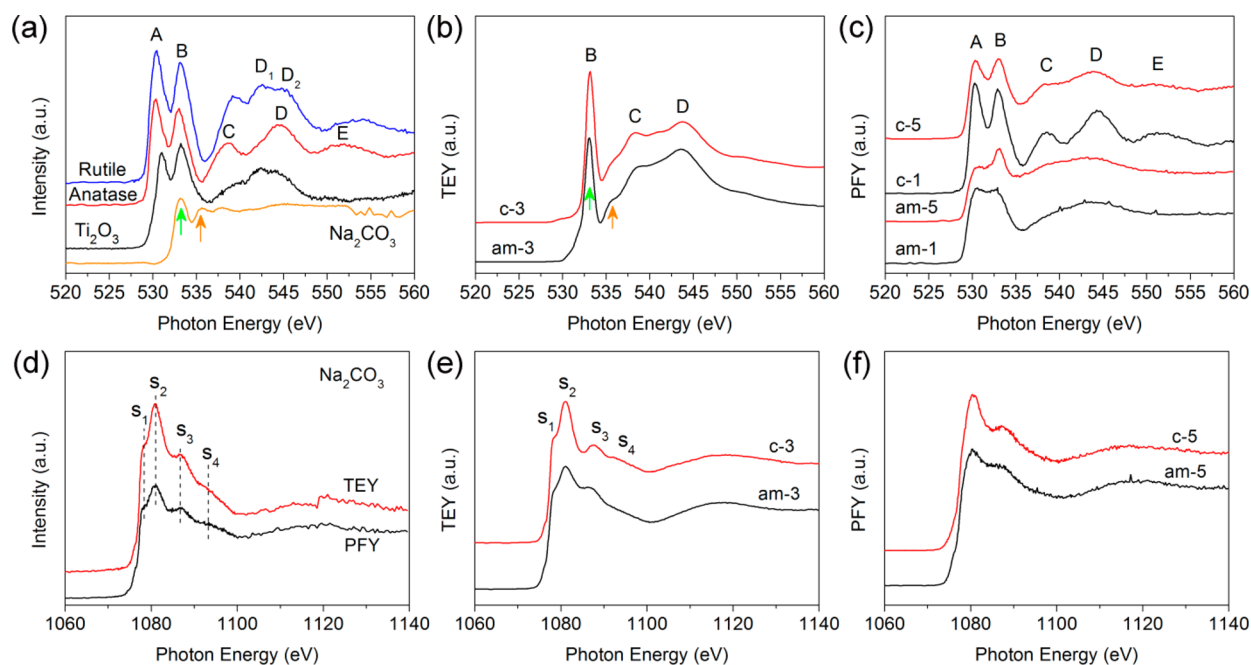 (a)
Intensity (a.u.)
A
B
D₁
D₂
C
D
E
Rutile
Anatase
Ti₂O₃
Na₂CO₃
520 525 530 535 540 545 550 555 560
Photon Energy (eV)
(b)
TEY (a.u.)
B
C
D
c-3
am-3
520 525 530 535 540 545 550 555 560
Photon Energy (eV)
(c)
PFY (a.u.)
A
B
C
D
E
c-5
c-1
am-5
am-1
520 525 530 535 540 545 550 555 560
Photon Energy (eV)
(d)
Intensity (a.u.)
Na₂CO₃
s₁
s₂
s₃
s₄
TEY
PFY
1060 1080 1100 1120 1140
Photon Energy (eV)
(e)
TEY (a.u.)
s₁
s₂
s₃
s₄
c-3
am-3
1060 1080 1100 1120 1140
Photon Energy (eV)
(f)
PFY (a.u.)
c-5
am-5
1060 1080 1100 1120 1140
Photon Energy (eV)